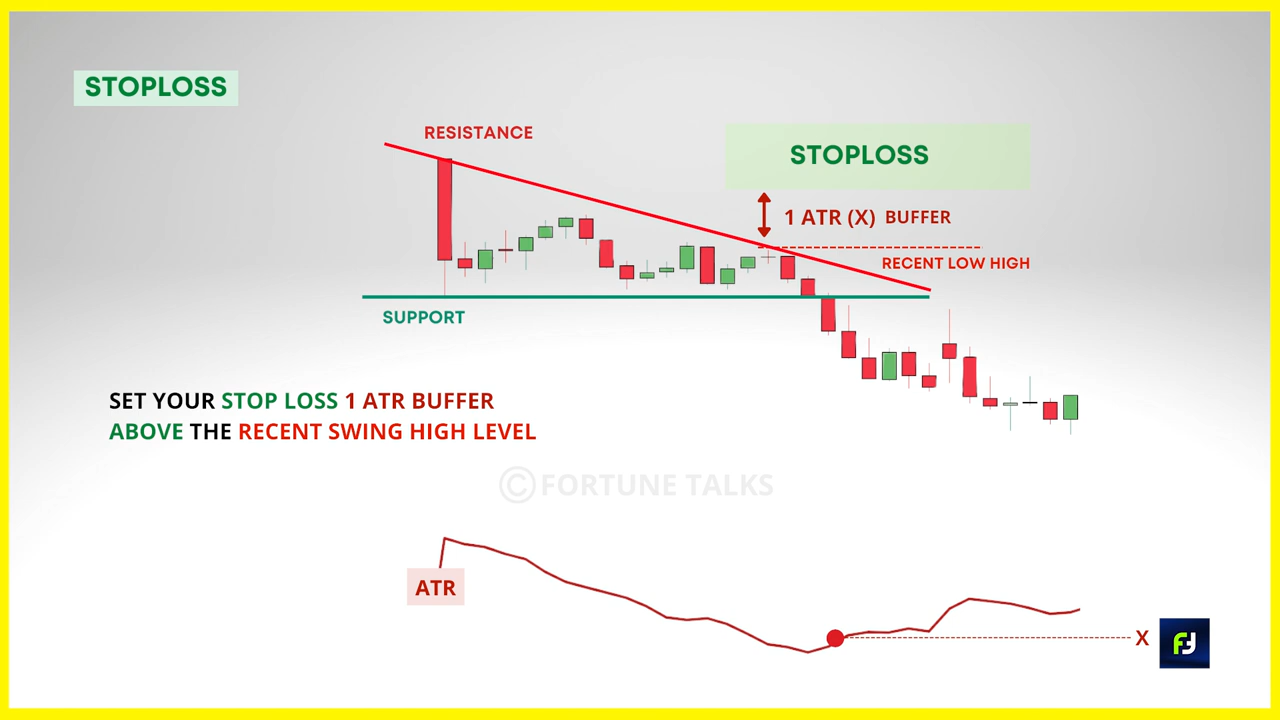 STOPLOSS
RESISTANCE
STOPLOSS
1 ATR (X) BUFFER
RECENT LOW HIGH
SUPPORT
SET YOUR STOP LOSS 1 ATR BUFFER
ABOVE THE RECENT SWING HIGH LEVEL
© FORTUNE TALKS
ATR
X